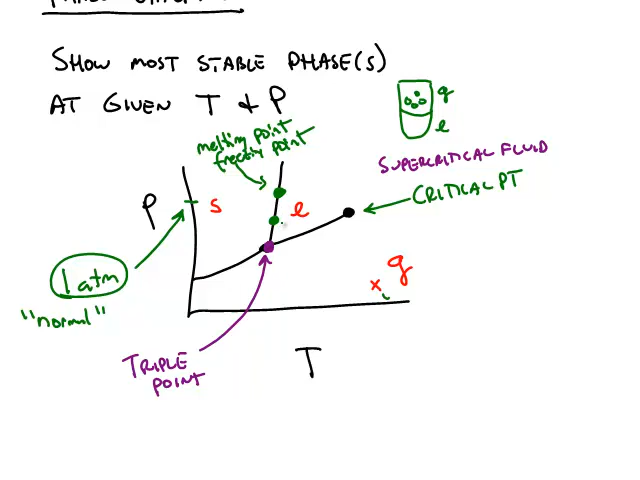 SHOW MOST STABLE PHASE(S)
AT GIVEN T & P
g
l
melting point
freezing point
SUPERCRITICAL FLUID
CRITICAL PT
P
s
l
1 atm
"normal"
x g
TRIPLE
POINT
T